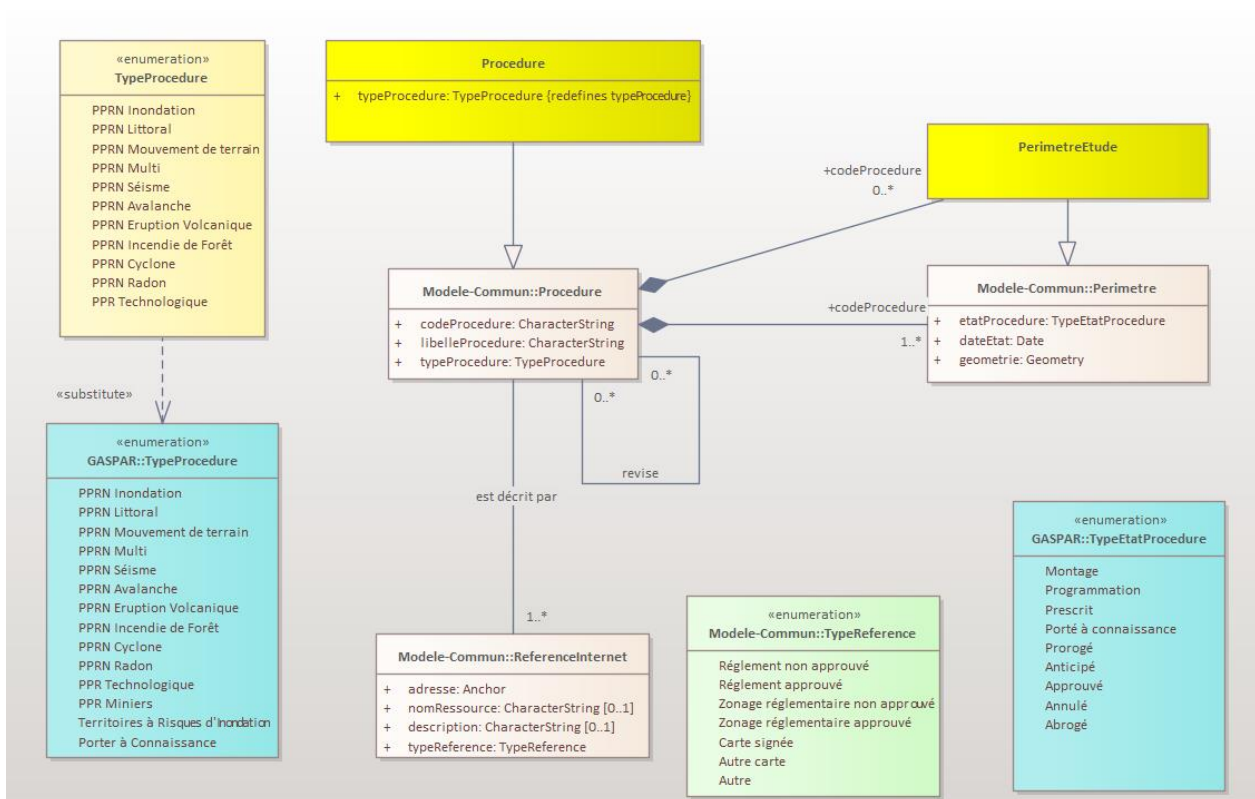 «enumeration»
TypeProcedure
PPRN Inondation
PPRN Littoral
PPRN Mouvement de terrain
PPRN Multi
PPRN Séisme
PPRN Avalanche
PPRN Eruption Volcanique
PPRN Incendie de Forêt
PPRN Cyclone
PPRN Radon
PPR Technologique
«substitute»
«enumeration»
GASPAR::TypeProcedure
PPRN Inondation
PPRN Littoral
PPRN Mouvement de terrain
PPRN Multi
PPRN Séisme
PPRN Avalanche
PPRN Eruption Volcanique
PPRN Incendie de Forêt
PPRN Cyclone
PPRN Radon
PPR Technologique
PPR Miniers
Territoires à Risques d'Inondation
Porter à Connaissance
Procedure
+ typeProcedure: TypeProcedure {redefines typeProcedure}
PerimetreEtude
+codeProcedure
0..*
Modele-Commun::Procedure
+ codeProcedure: CharacterString
+ libelleProcedure: CharacterString
+ typeProcedure: TypeProcedure
+codeProcedure
1..*
Modele-Commun::Perimetre
+ etatProcedure: TypeEtatProcedure
+ dateEtat: Date
+ geometrie: Geometry
0..*
0..*
revise
est décrit par
1..*
Modele-Commun::ReferenceInternet
+ adresse: Anchor
+ nomRessource: CharacterString [0..1]
+ description: CharacterString [0..1]
+ typeReference: TypeReference
«enumeration»
Modele-Commun::TypeReference
Réglement non approuvé
Réglement approuvé
Zonage réglementaire non approuvé
Zonage réglementaire approuvé
Carte signée
Autre carte
Autre
«enumeration»
GASPAR::TypeEtatProcedure
Montage
Programmation
Prescrit
Porté à connaissance
Prorogé
Anticipé
Approuvé
Annulé
Abrogé